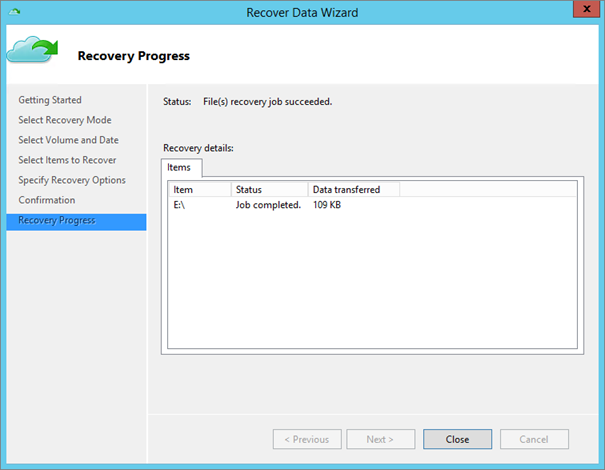 Recover Data Wizard
x
Recovery Progress
Getting Started
Select Recovery Mode
Select Volume and Date
Select Items to Recover
Specify Recovery Options
Confirmation
Recovery Progress
Status: File(s) recovery job succeeded.
Recovery details:
Items
Item Status Data transferred
E:\ Job completed. 109 KB
< Previous Next > Close Cancel